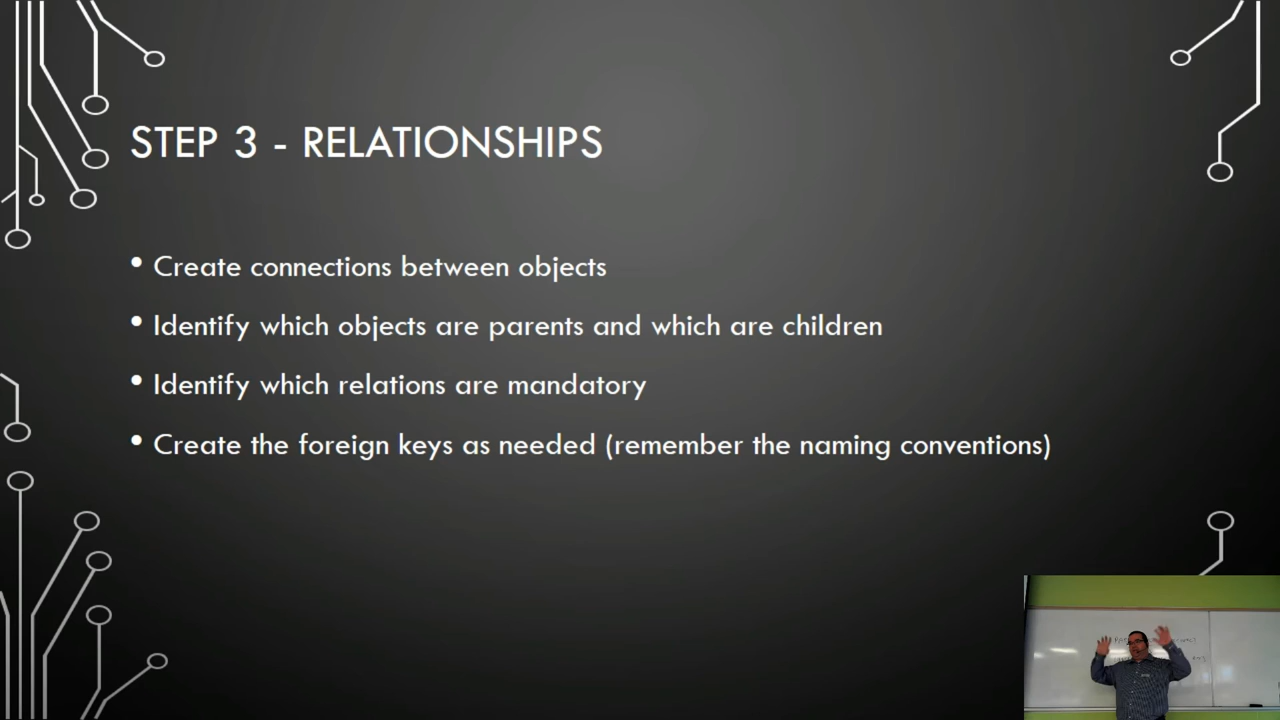 STEP 3 - RELATIONSHIPS
• Create connections between objects
• Identify which objects are parents and which are children
• Identify which relations are mandatory
• Create the foreign keys as needed (remember the naming conventions)